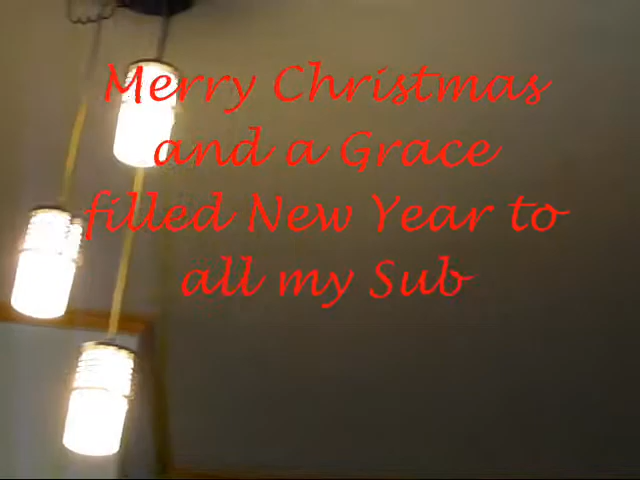 Merry Christmas
and a Grace
filled New Year to
all my Sub